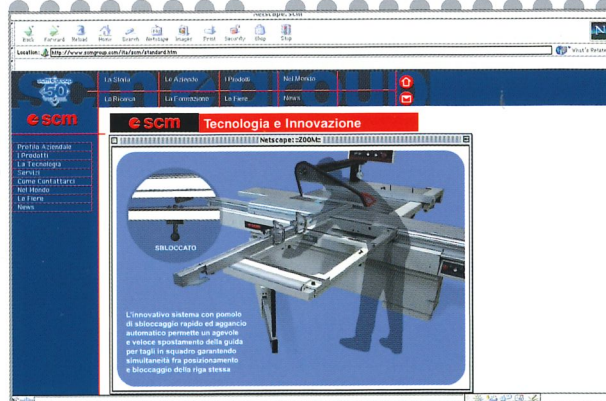 Netscape: scm
Back Forward Reload Home Search Netscape Images Print Security Shop Stop
Location: http://www.scmgroup.com/ita/scm/standard.htm
What's Relate
La Storia Le Aziende I Prodotti Nel Mondo
La Ricerca La Formazione Le Fiere News
50
scm group
scm
scm Tecnologia e Innovazione
Profilo Aziendale
I Prodotti
La Tecnologia
Servizi
Come Contattarci
Nel Mondo
Le Fiere
News
Netscape: :ZOOM:
SBLOCCATO
L'innovativo sistema con pomolo
di sbloccaggio rapido ed aggancio
automatico permette un agevole
e veloce spostamento della guida
per tagli in squadro garantendo
simultaneità fra posizionamento
e bloccaggio della riga stessa